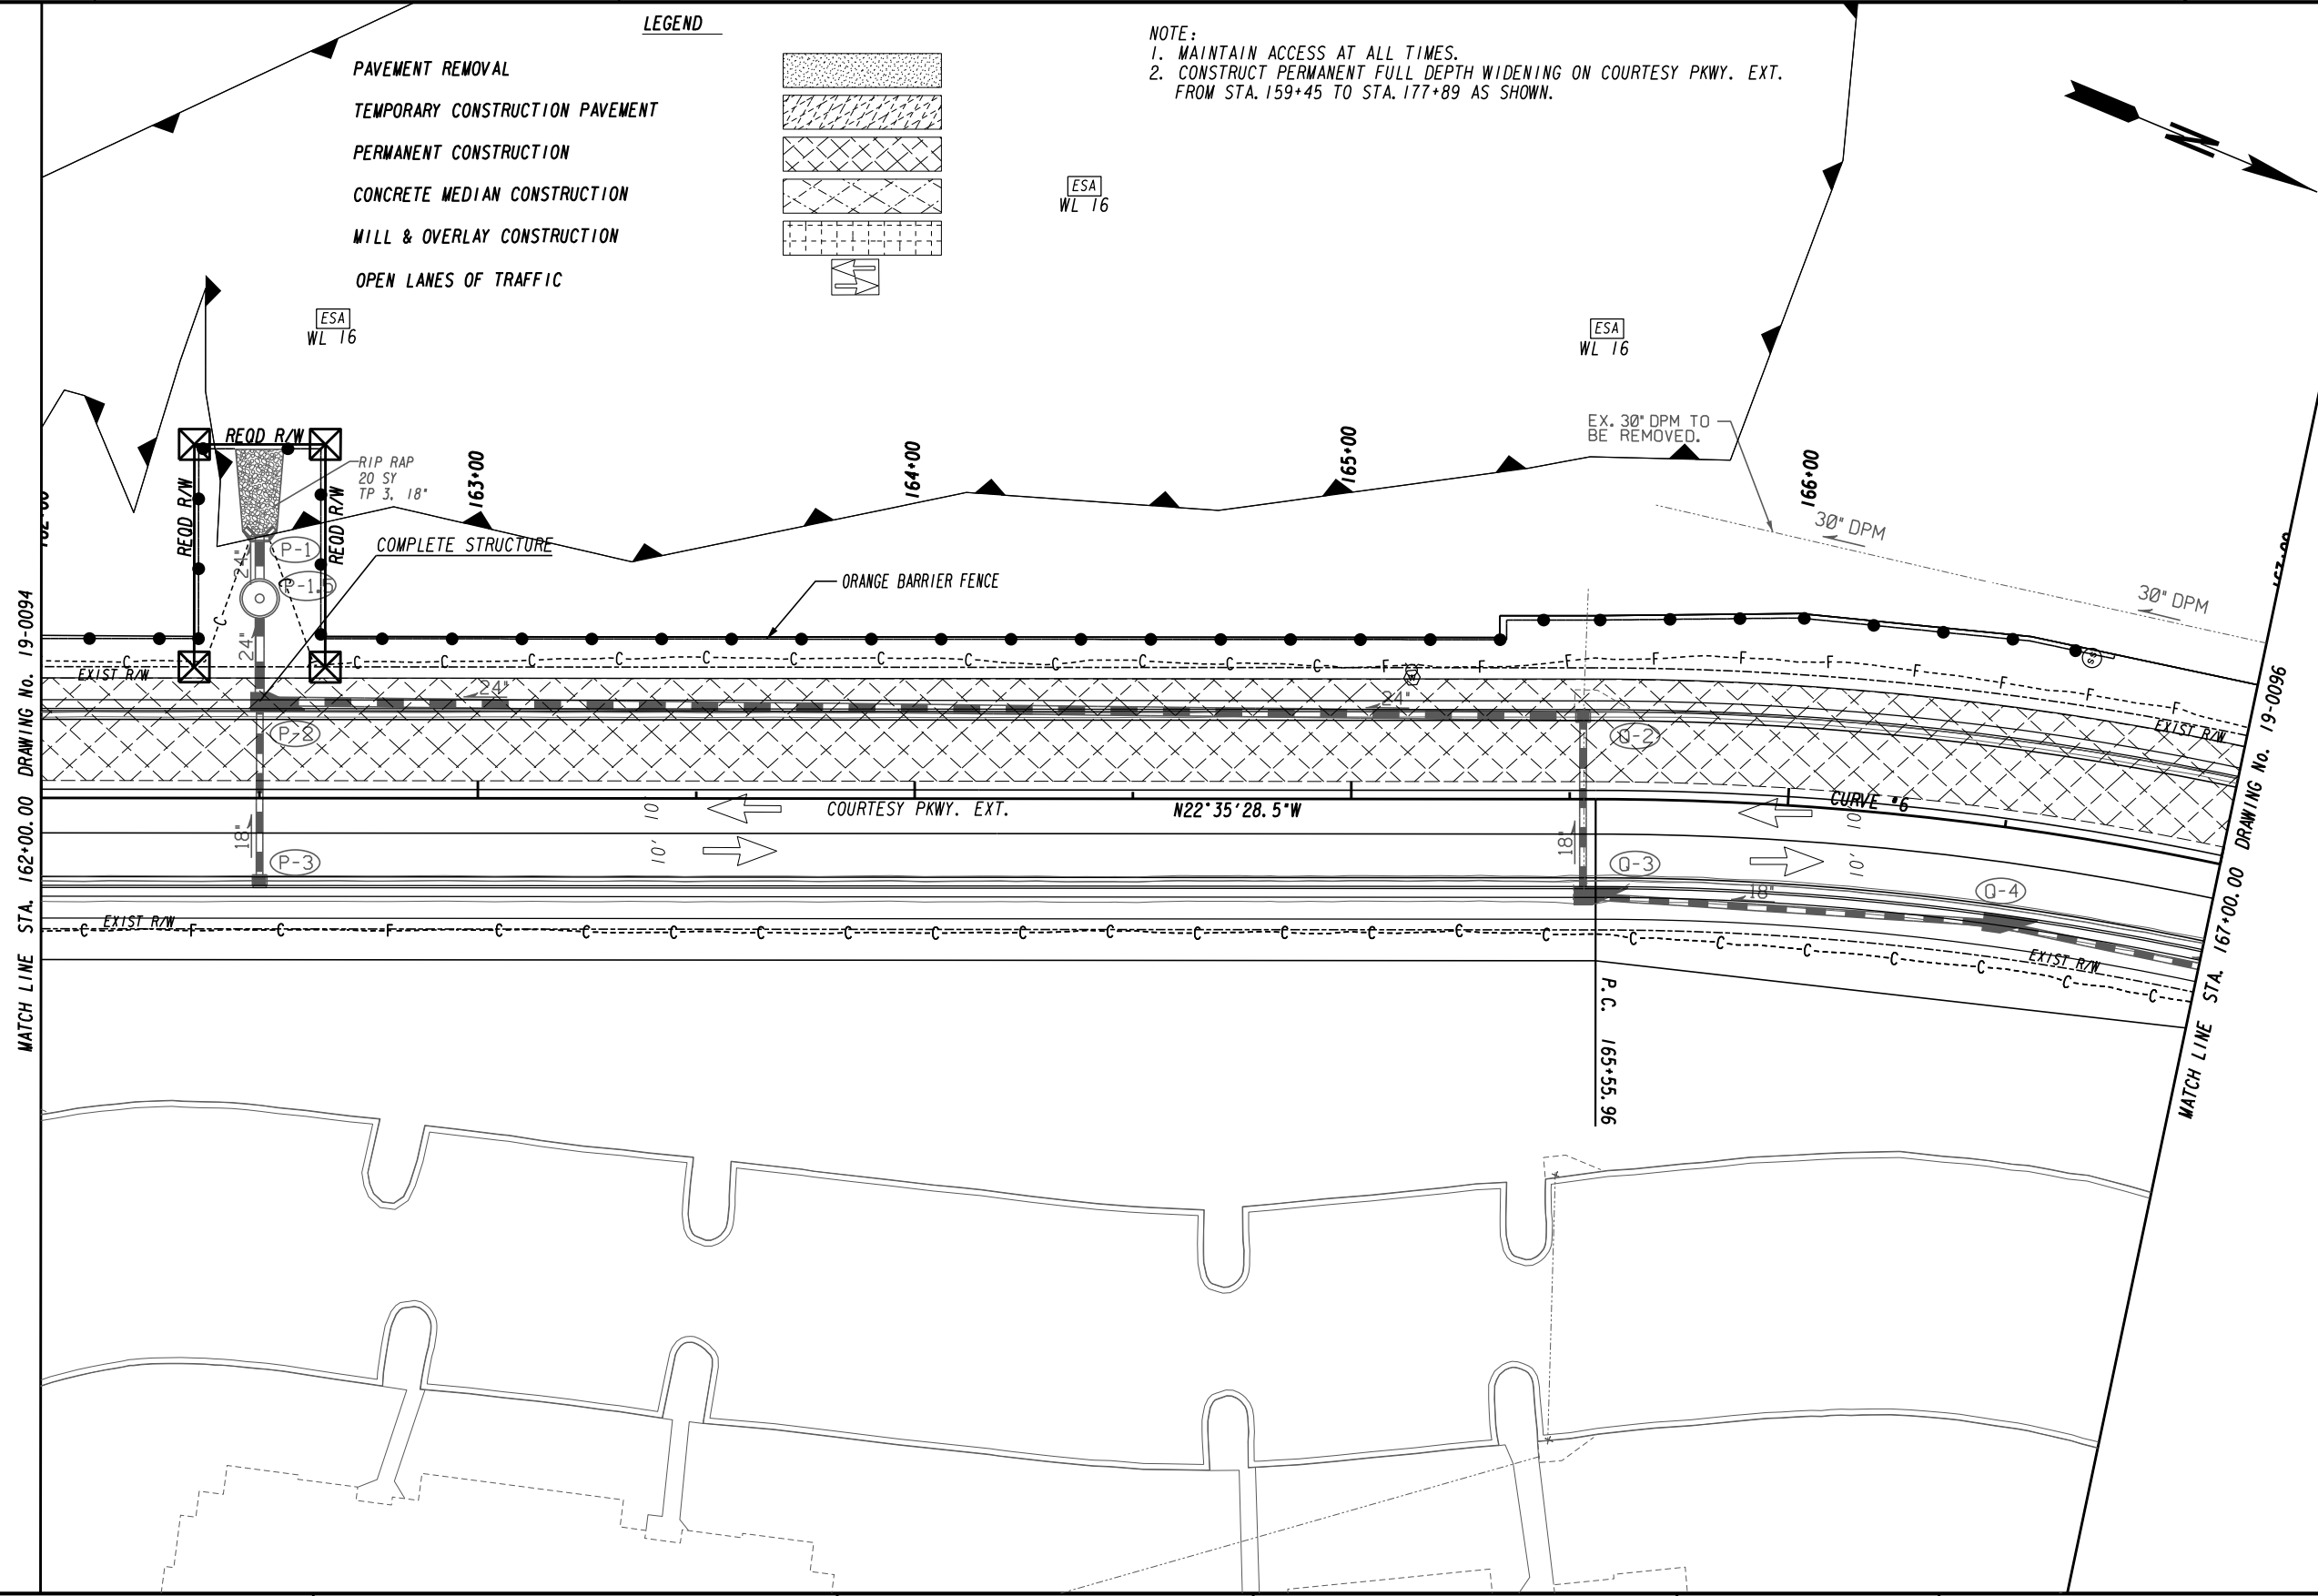 LEGEND
PAVEMENT REMOVAL
TEMPORARY CONSTRUCTION PAVEMENT
PERMANENT CONSTRUCTION
CONCRETE MEDIAN CONSTRUCTION
MILL & OVERLAY CONSTRUCTION
OPEN LANES OF TRAFFIC
NOTE:
1. MAINTAIN ACCESS AT ALL TIMES.
2. CONSTRUCT PERMANENT FULL DEPTH WIDENING ON COURTESY PKWY. EXT.
FROM STA. 159+45 TO STA. 177+89 AS SHOWN.
N
ESA
WL 16
ESA
WL 16
ESA
WL 16
EX. 30" DPM TO
BE REMOVED.
REQD R/W
REQD R/W
REQD R/W
RIP RAP
20 SY
TP 3, 18"
163+00
164+00
165+00
166+00
30" DPM
30" DPM
COMPLETE STRUCTURE
ORANGE BARRIER FENCE
P-1
P-1.5
24"
24"
C
C
SS
EXIST R/W
C C C C C C C C C C C C C F F F F F F F F F F
24"
24"
EXIST R/W
P-2
Q-2
10'
COURTESY PKWY. EXT.
N22°35'28.5"W
CURVE #6
10'
18"
P-3
10'
18"
Q-3
10'
18"
Q-4
EXIST R/W
C F C F C C C C C C C C C C C C C C C C C C C
EXIST R/W
P.C. 165+55.96
MATCH LINE STA. 162+00.00 DRAWING No. 19-0094
MATCH LINE STA. 167+00.00 DRAWING No. 19-0096